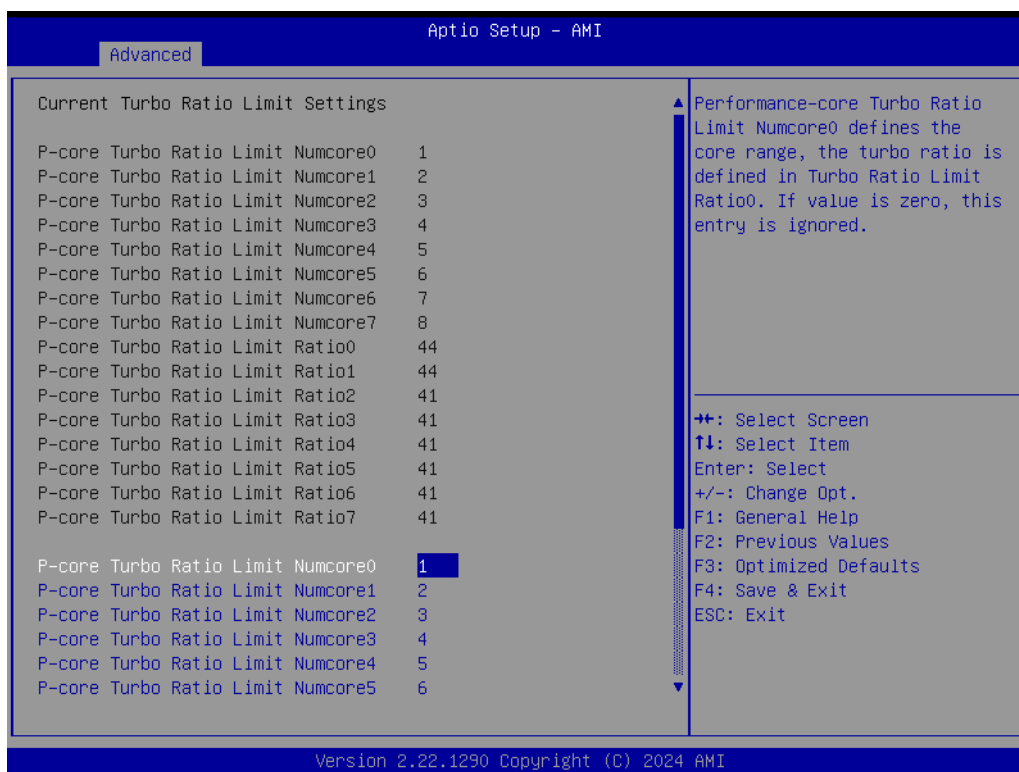 Aptio Setup - AMI
Advanced
Current Turbo Ratio Limit Settings
P-core Turbo Ratio Limit Numcore0 1
P-core Turbo Ratio Limit Numcore1 2
P-core Turbo Ratio Limit Numcore2 3
P-core Turbo Ratio Limit Numcore3 4
P-core Turbo Ratio Limit Numcore4 5
P-core Turbo Ratio Limit Numcore5 6
P-core Turbo Ratio Limit Numcore6 7
P-core Turbo Ratio Limit Numcore7 8
P-core Turbo Ratio Limit Ratio0 44
P-core Turbo Ratio Limit Ratio1 44
P-core Turbo Ratio Limit Ratio2 41
P-core Turbo Ratio Limit Ratio3 41
P-core Turbo Ratio Limit Ratio4 41
P-core Turbo Ratio Limit Ratio5 41
P-core Turbo Ratio Limit Ratio6 41
P-core Turbo Ratio Limit Ratio7 41
P-core Turbo Ratio Limit Numcore0 1
P-core Turbo Ratio Limit Numcore1 2
P-core Turbo Ratio Limit Numcore2 3
P-core Turbo Ratio Limit Numcore3 4
P-core Turbo Ratio Limit Numcore4 5
P-core Turbo Ratio Limit Numcore5 6
Performance-core Turbo Ratio
Limit Numcore0 defines the
core range, the turbo ratio is
defined in Turbo Ratio Limit
Ratio0. If value is zero, this
entry is ignored.
→←: Select Screen
↑↓: Select Item
Enter: Select
+/-: Change Opt.
F1: General Help
F2: Previous Values
F3: Optimized Defaults
F4: Save & Exit
ESC: Exit
Version 2.22.1290 Copyright (C) 2024 AMI